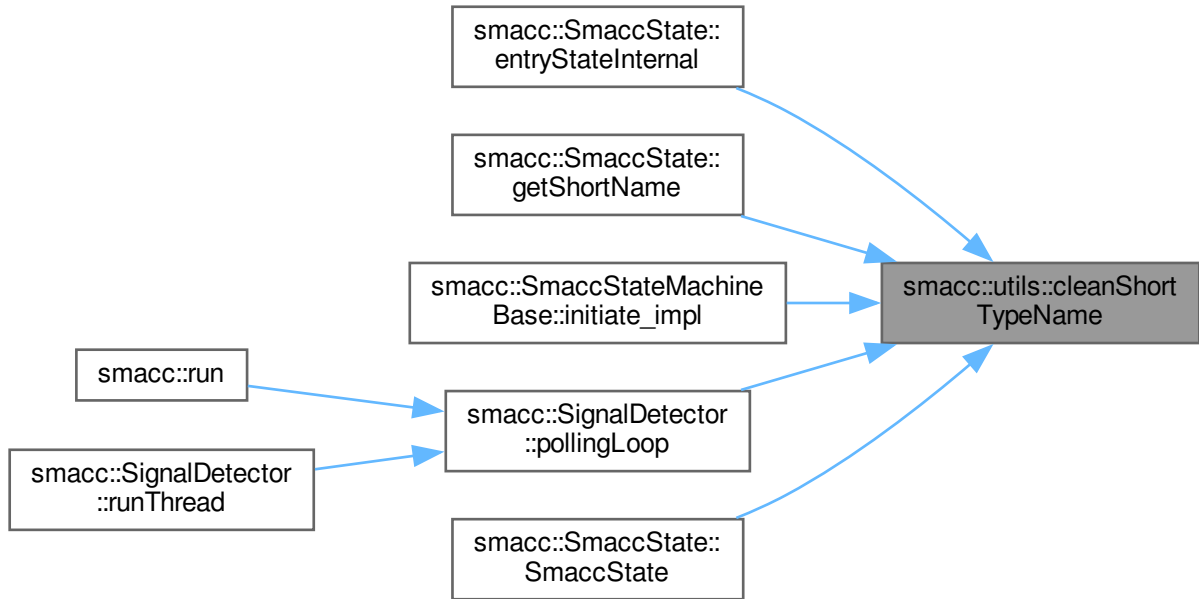 smacc::SmaccState::
entryStateInternal
smacc::SmaccState::
getShortName
smacc::SmaccStateMachine
Base::initiate_impl
smacc::utils::cleanShort
TypeName
smacc::run
smacc::SignalDetector
::pollingLoop
smacc::SignalDetector
::runThread
smacc::SmaccState::
SmaccState